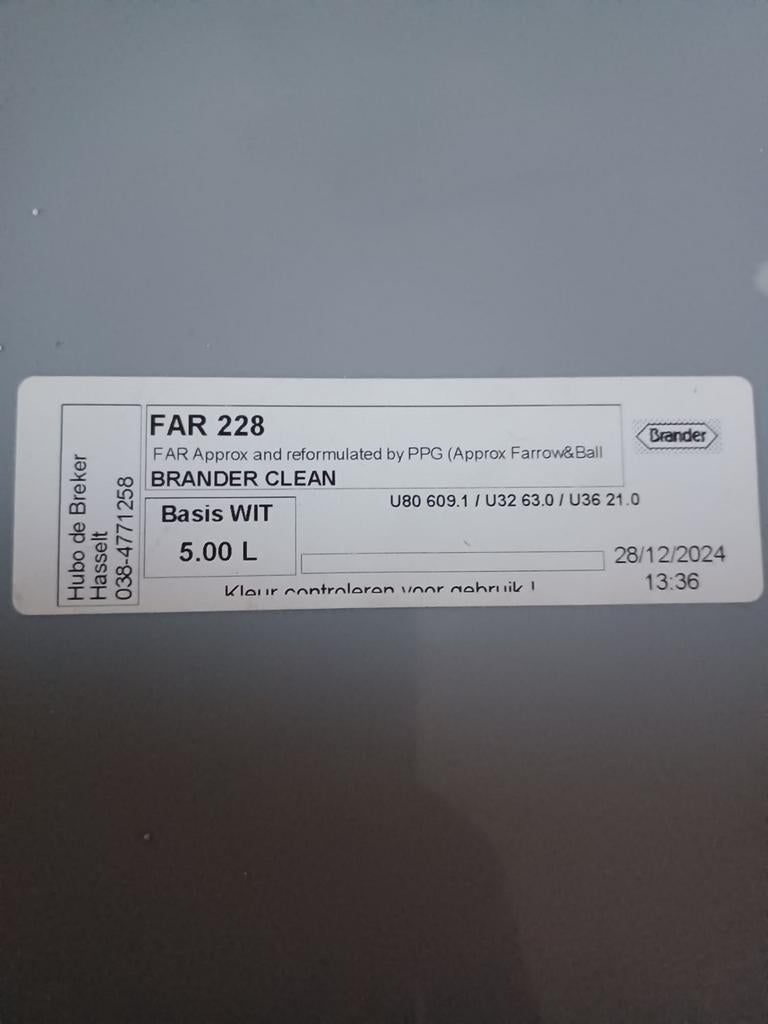 Hubo de Breker
Hasselt
038-4771258
FAR 228
FAR Approx and reformulated by PPG (Approx Farrow&Ball
BRANDER CLEAN
Brander
Basis WIT
5.00 L
U80 609.1 / U32 63.0 / U36 21.0
28/12/2024
13:36
Kleur controleren voor gebruik !